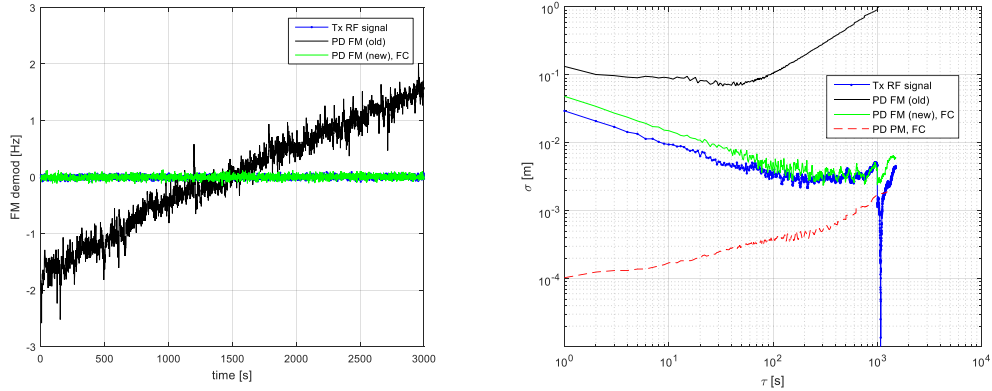 3
2
1
0
-1
-2
-3
FM demod [Hz]
Tx RF signal
PD FM (old)
PD FM (new), FC
0
500
1000
1500
2000
2500
3000
time [s]
10^0
10^-1
10^-2
10^-3
10^-4
σ [m]
Tx RF signal
PD FM (old)
PD FM (new), FC
PD PM, FC
10^0
10^1
10^2
10^3
10^4
τ [s]